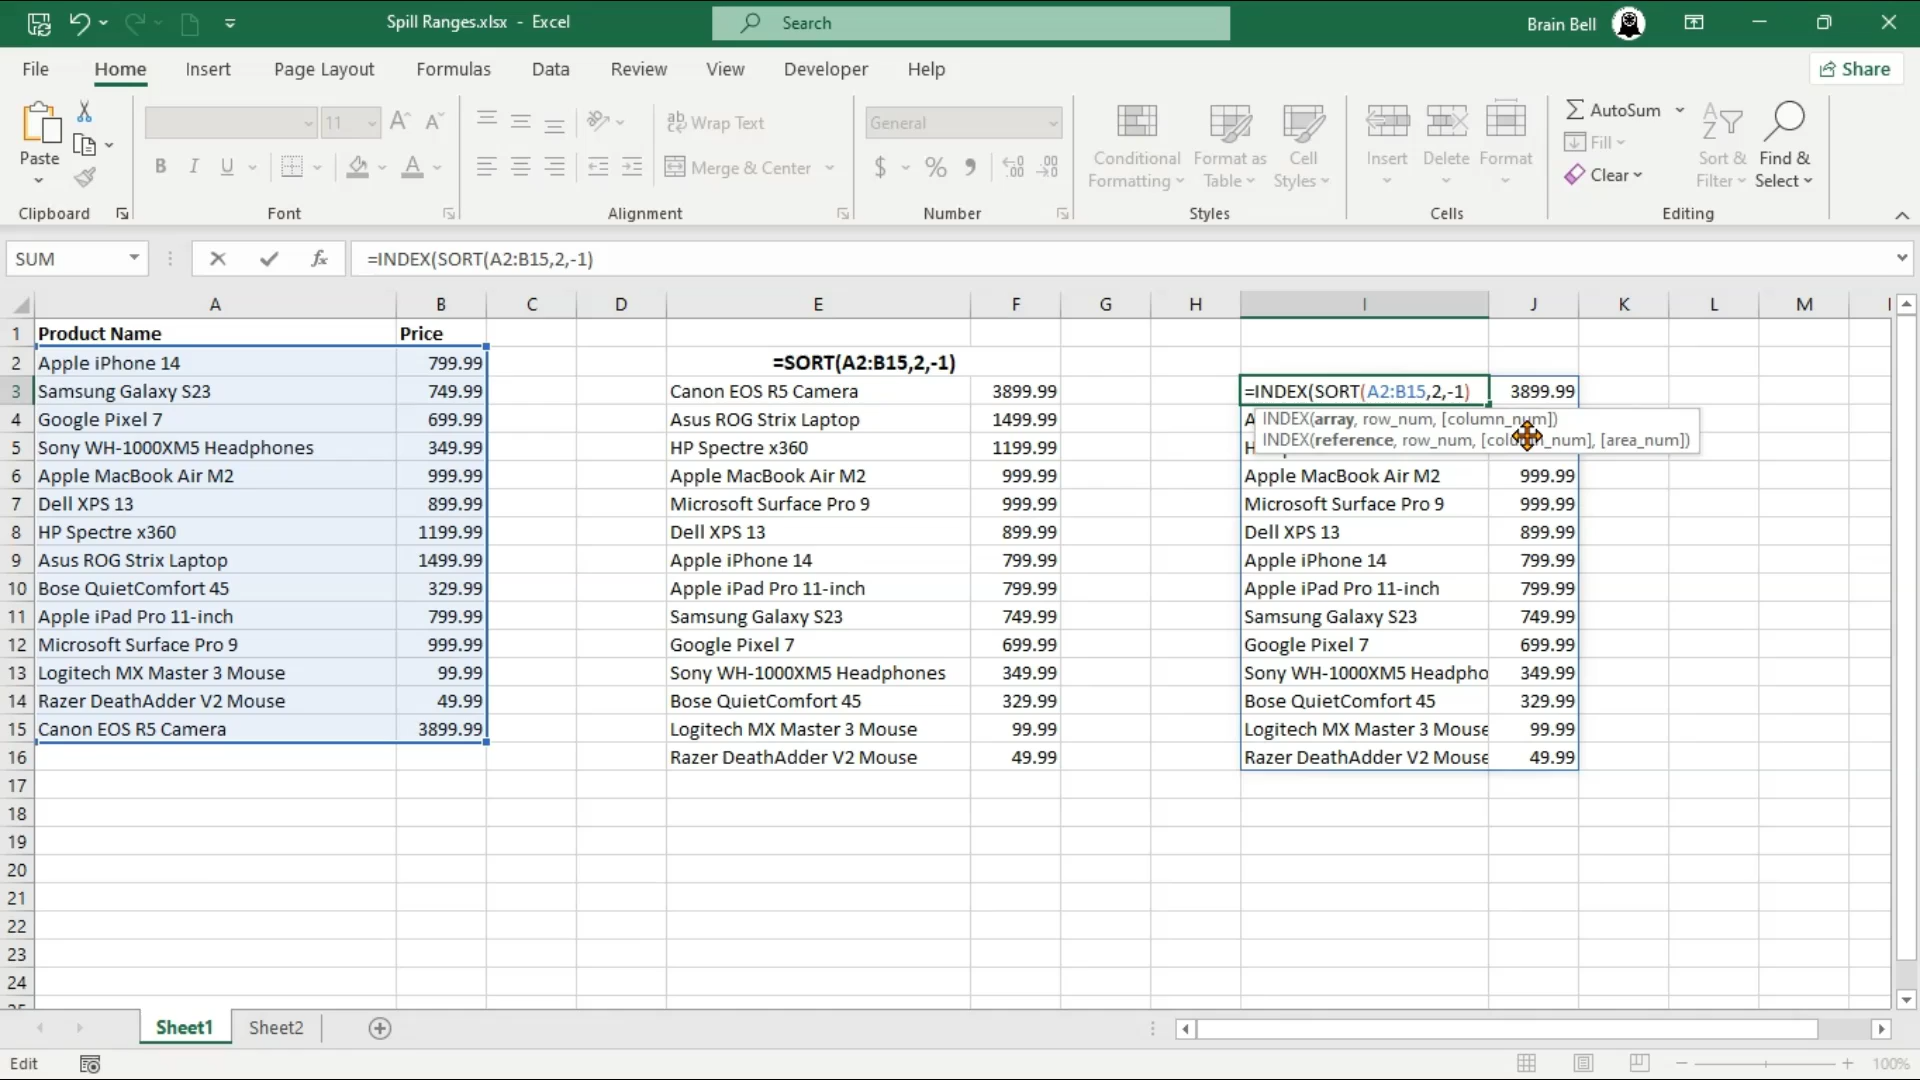 Spill Ranges.xlsx - Excel
Search
Brain Bell
File Home Insert Page Layout Formulas Data Review View Developer Help
Share
Paste
Clipboard
11
A A
B I U
A
Font
ab Wrap Text
Merge & Center
Alignment
General
$ % 9
Number
Conditional Formatting
Format as Table
Cell Styles
Styles
Insert Delete Format
Cells
AutoSum
Fill
Clear
Sort & Filter
Find & Select
Editing
SUM
fx
=INDEX(SORT(A2:B15,2,-1)
A B C D E F G H I J K L M
1 Product Name Price
2 Apple iPhone 14 799.99 =SORT(A2:B15,2,-1)
3 Samsung Galaxy S23 749.99 Canon EOS R5 Camera 3899.99 =INDEX(SORT(A2:B15,2,-1) 3899.99
INDEX(array, row_num, [column_num])
INDEX(reference, row_num, [column_num], [area_num])
4 Google Pixel 7 699.99 Asus ROG Strix Laptop 1499.99
5 Sony WH-1000XM5 Headphones 349.99 HP Spectre x360 1199.99
6 Apple MacBook Air M2 999.99 Apple MacBook Air M2 999.99 Apple MacBook Air M2 999.99
7 Dell XPS 13 899.99 Microsoft Surface Pro 9 999.99 Microsoft Surface Pro 9 999.99
8 HP Spectre x360 1199.99 Dell XPS 13 899.99 Dell XPS 13 899.99
9 Asus ROG Strix Laptop 1499.99 Apple iPhone 14 799.99 Apple iPhone 14 799.99
10 Bose QuietComfort 45 329.99 Apple iPad Pro 11-inch 799.99 Apple iPad Pro 11-inch 799.99
11 Apple iPad Pro 11-inch 799.99 Samsung Galaxy S23 749.99 Samsung Galaxy S23 749.99
12 Microsoft Surface Pro 9 999.99 Google Pixel 7 699.99 Google Pixel 7 699.99
13 Logitech MX Master 3 Mouse 99.99 Sony WH-1000XM5 Headphones 349.99 Sony WH-1000XM5 Headpho 349.99
14 Razer DeathAdder V2 Mouse 49.99 Bose QuietComfort 45 329.99 Bose QuietComfort 45 329.99
15 Canon EOS R5 Camera 3899.99 Logitech MX Master 3 Mouse 99.99 Logitech MX Master 3 Mouse 99.99
16 Razer DeathAdder V2 Mouse 49.99 Razer DeathAdder V2 Mouse 49.99
17
18
19
20
21
22
23
24
Sheet1 Sheet2
Edit
100%